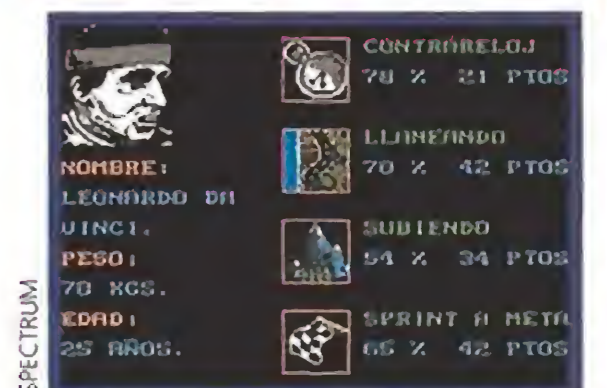 NOMBRE:
LEONARDO DA
VINCI.
PESO:
70 KGS.
EDAD:
25 AÑOS.
CONTRARELOJ
78 % 21 PTOS
LLANEANDO
70 % 42 PTOS
SUBIENDO
54 % 34 PTOS
SPRINT A META
66 % 42 PTOS
SPECTRUM